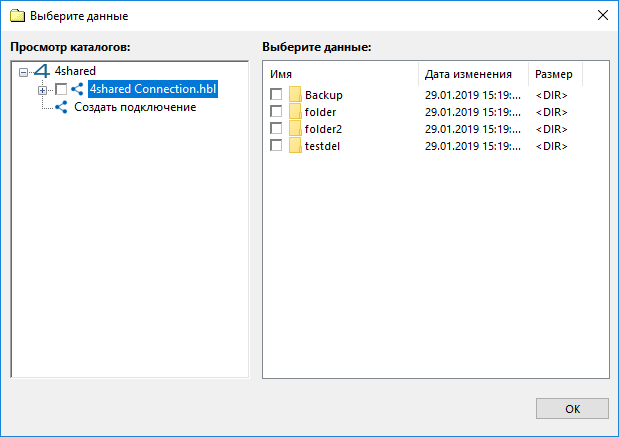 Выберите данные
Просмотр каталогов:
4shared
4shared Connection.hbl
Создать подключение
Выберите данные:
Имя Дата изменения Размер
Backup 29.01.2019 15:19:... <DIR>
folder 29.01.2019 15:19:... <DIR>
folder2 29.01.2019 15:19:... <DIR>
testdel 29.01.2019 15:19:... <DIR>
OK